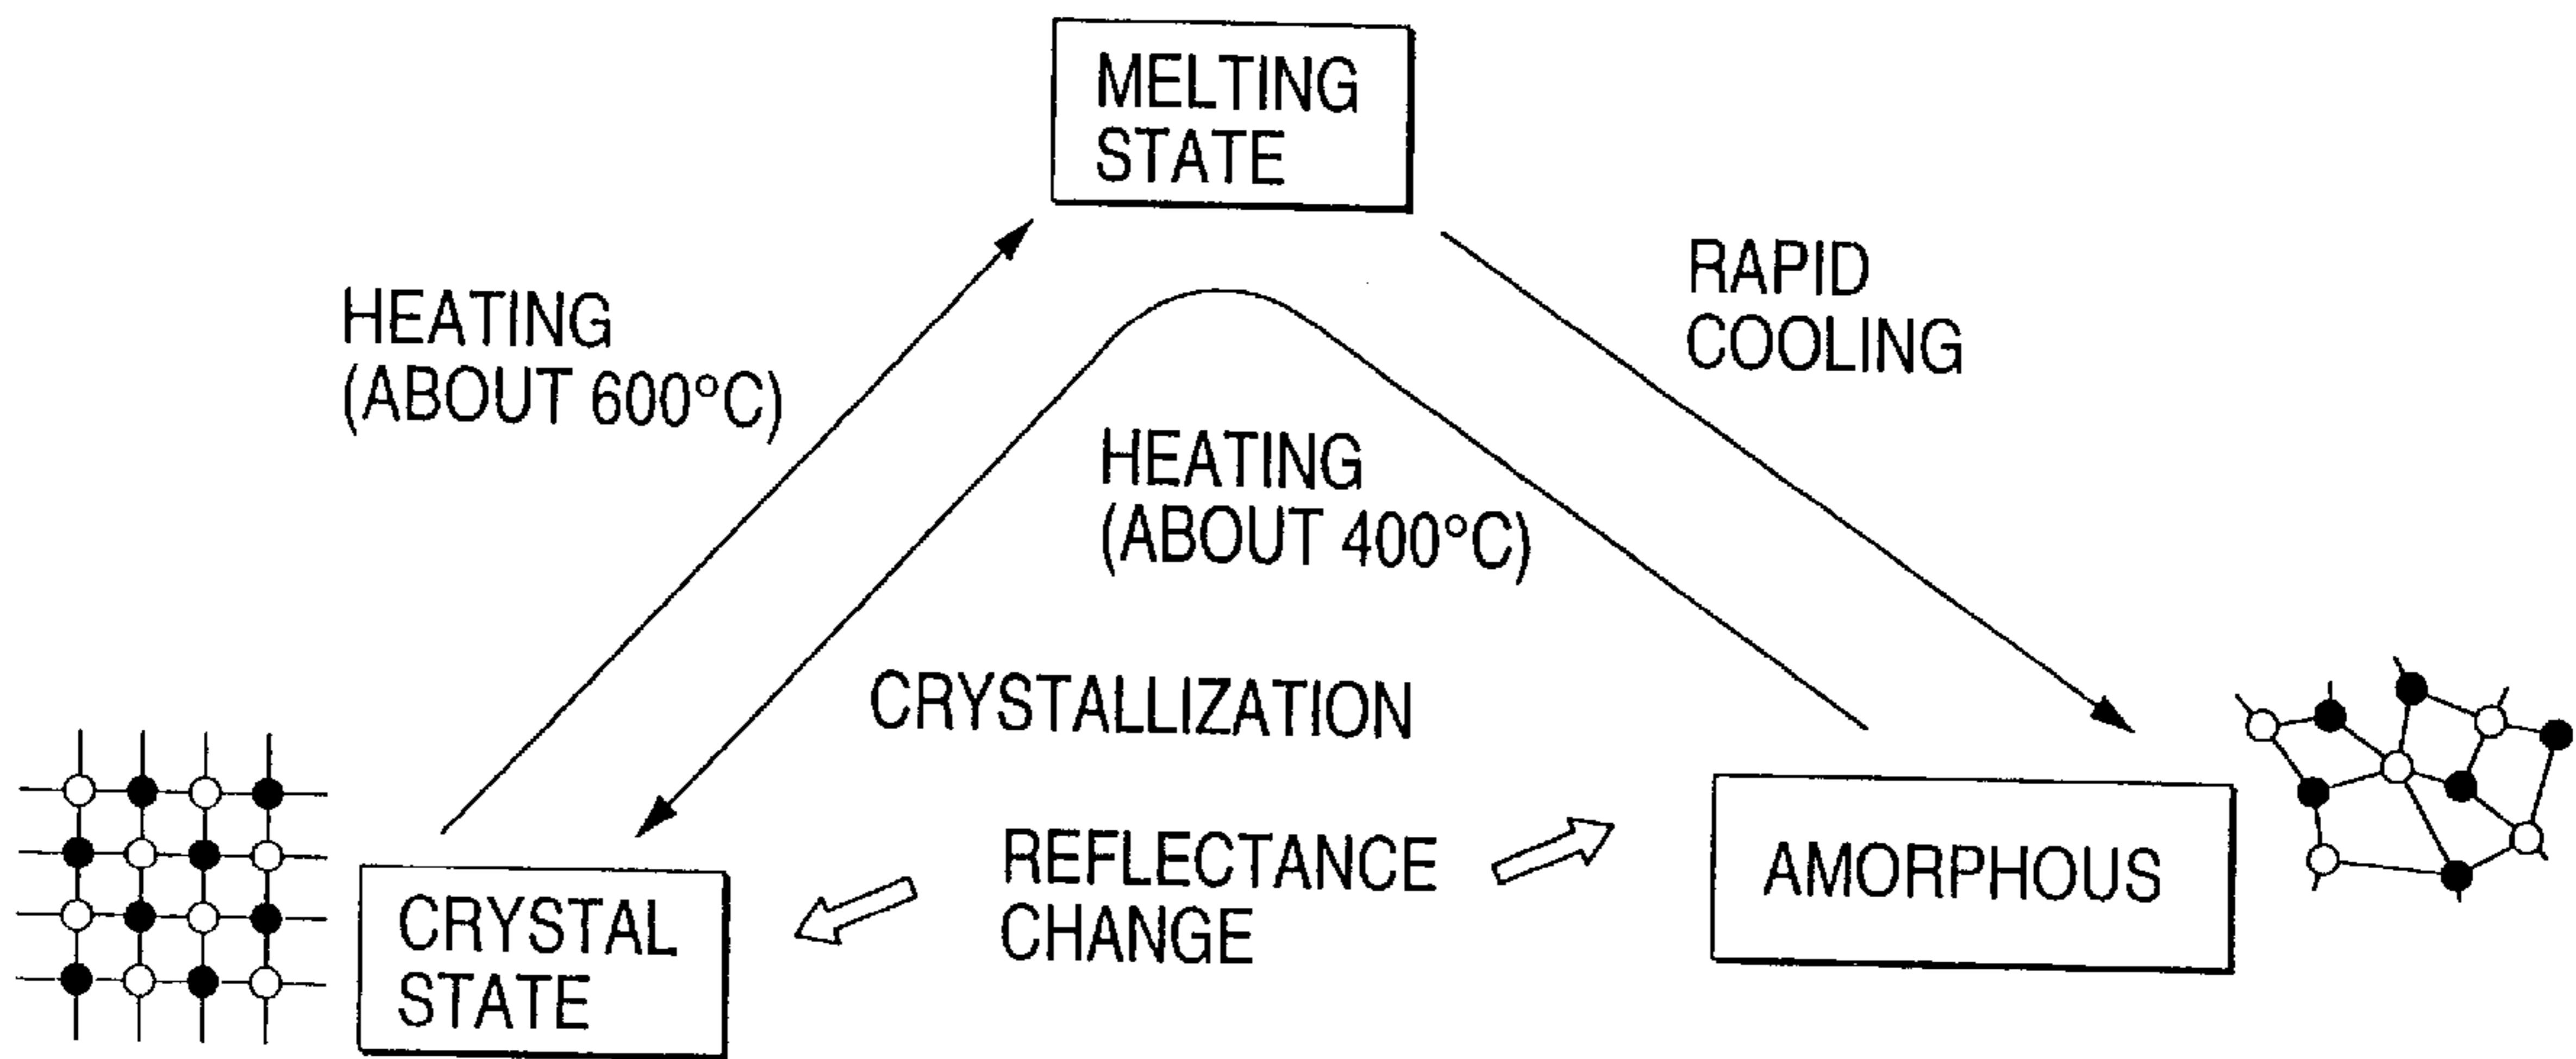 MELTING
STATE
HEATING
(ABOUT 600°C)
RAPID
COOLING
HEATING
(ABOUT 400°C)
CRYSTALLIZATION
REFLECTANCE
CHANGE
CRYSTAL
STATE
AMORPHOUS